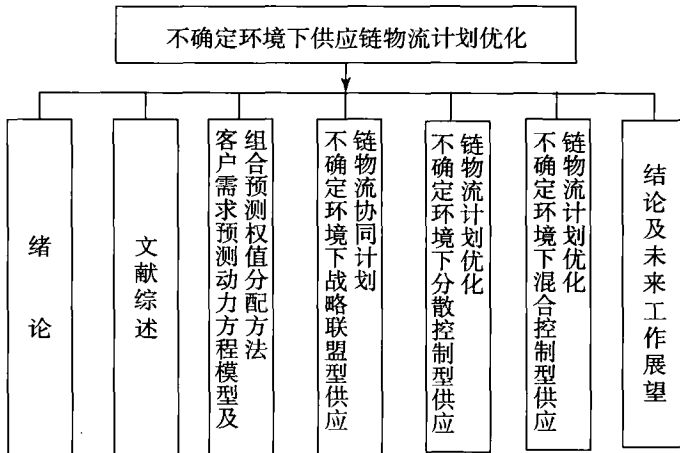 不确定环境下供应链物流计划优化
绪论
文献综述
客户需求预测动力方程模型及
组合预测权值分配方法
不确定环境下战略联盟型供应
链物流协同计划
不确定环境下分散控制型供应
链物流计划优化
不确定环境下混合控制型供应
链物流计划优化
结论及未来工作展望